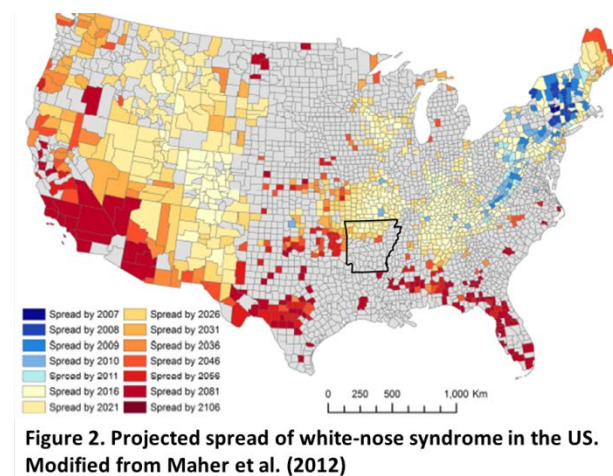 Spread by 2007
Spread by 2008
Spread by 2009
Spread by 2010
Spread by 2011
Spread by 2016
Spread by 2021
Spread by 2026
Spread by 2031
Spread by 2036
Spread by 2046
Spread by 2056
Spread by 2081
Spread by 2106
0 250 500 1,000 Km
Figure 2. Projected spread of white-nose syndrome in the US.
Modified from Maher et al. (2012)